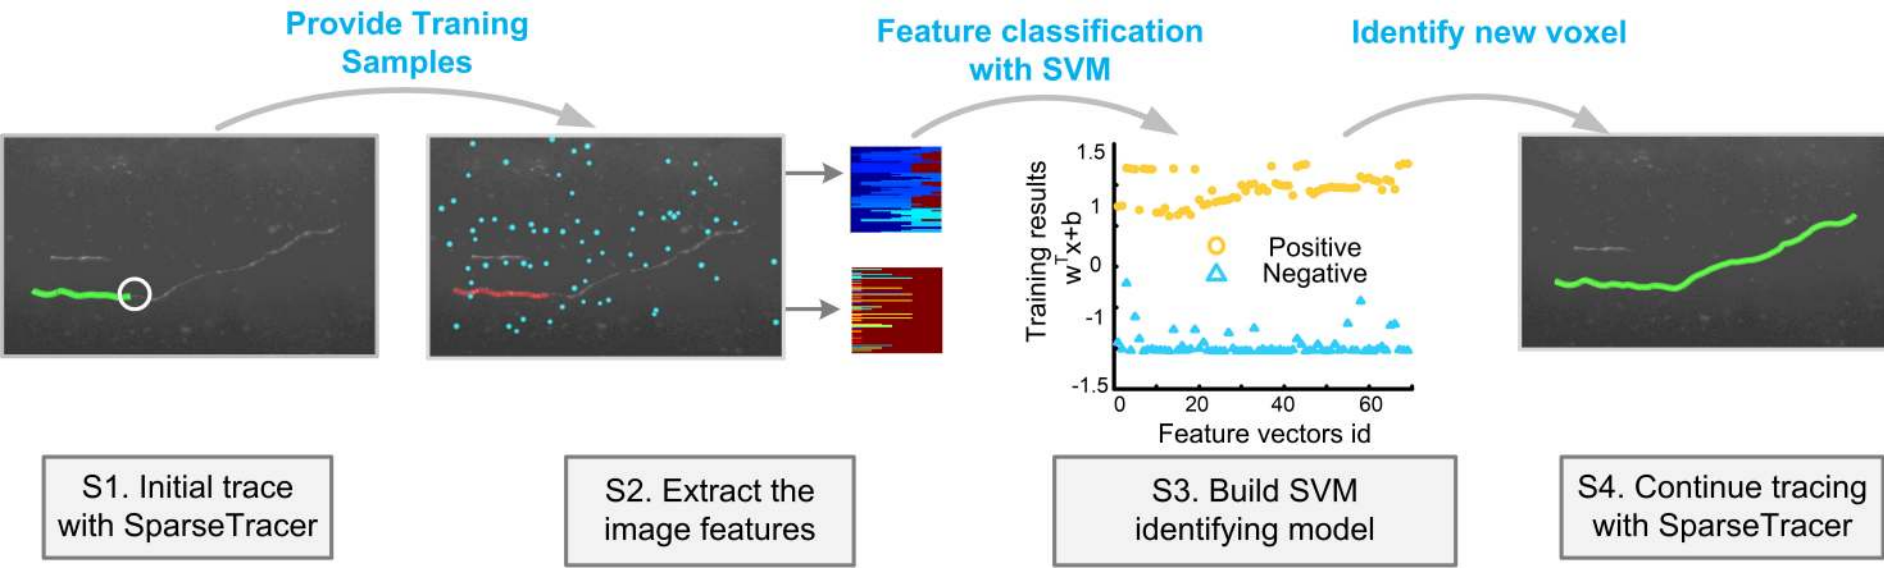 Provide Traning
Samples
Feature classification
with SVM
Identify new voxel
Training results
wᵀx+b
1.5
1
0
-1
-1.5
Positive
Negative
0
20
40
60
Feature vectors id
S1. Initial trace
with SparseTracer
S2. Extract the
image features
S3. Build SVM
identifying model
S4. Continue tracing
with SparseTracer